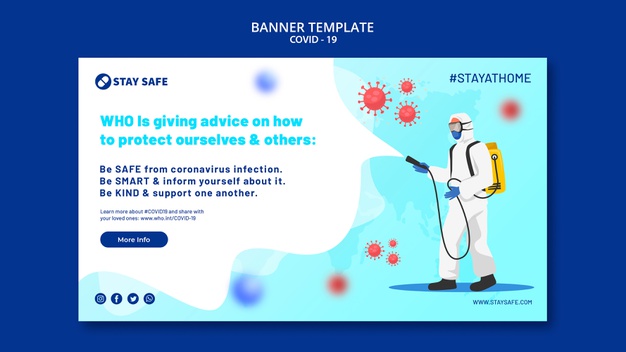 BANNER TEMPLATE
COVID - 19
STAY SAFE
#STAYATHOME
WHO Is giving advice on how
to protect ourselves & others:
Be SAFE from coronavirus infection.
Be SMART & inform yourself about it.
Be KIND & support one another.
Learn more about #COVID19 and share with
your loved ones: www.who.int/COVID-19
More Info
WWW.STAYSAFE.COM